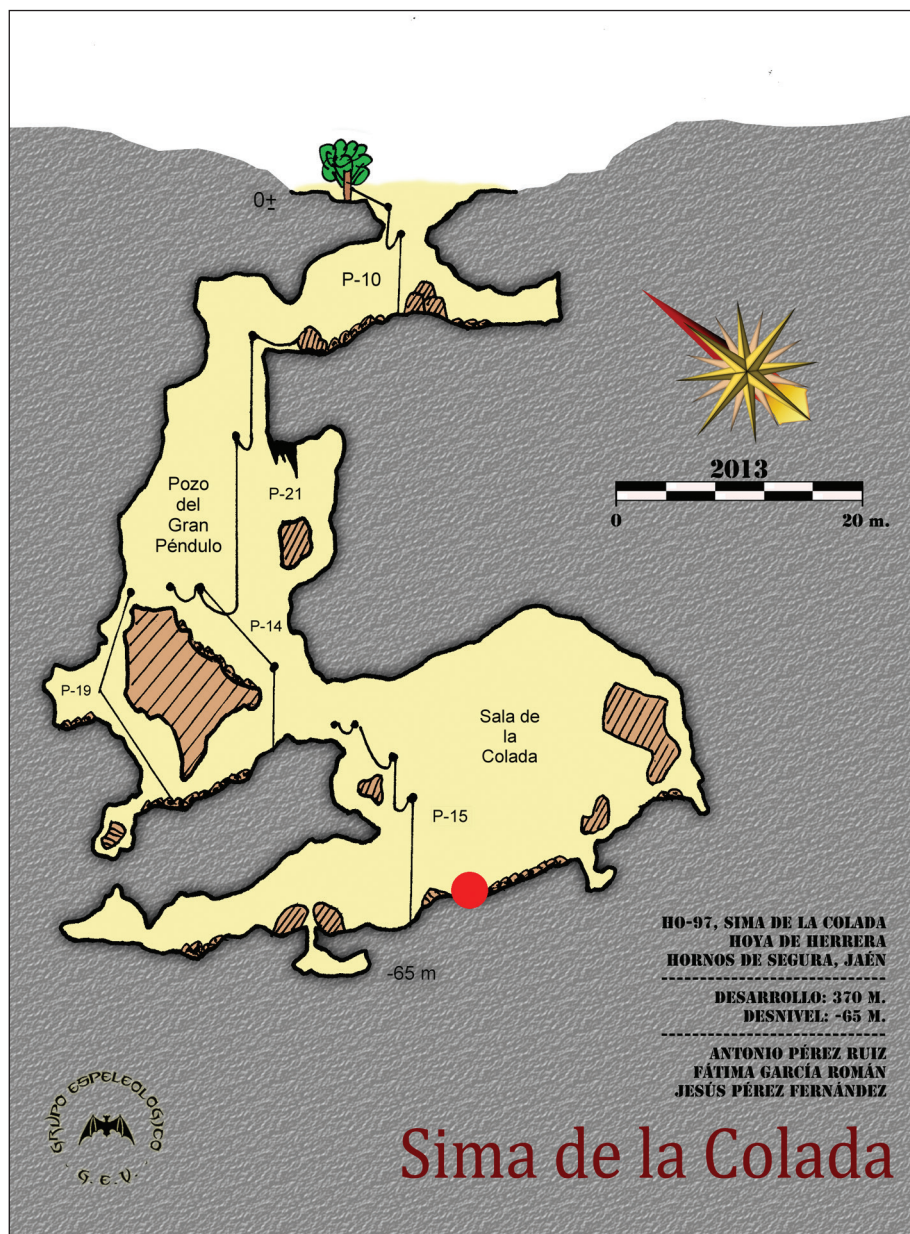 0±
P-10
Pozo
del
Gran
Péndulo
P-21
P-14
P-19
Sala de
la
Colada
P-15
-65 m
2013
0
20 m.
HO-97, SIMA DE LA COLADA
HOYA DE HERRERA
HORNOS DE SEGURA, JAÉN
DESARROLLO: 370 M.
DESNIVEL: -65 M.
ANTONIO PÉREZ RUIZ
FÁTIMA GARCÍA ROMÁN
JESÚS PÉREZ FERNÁNDEZ
GRUPO ESPELEOLOGICO
G. E. V.
Sima de la Colada